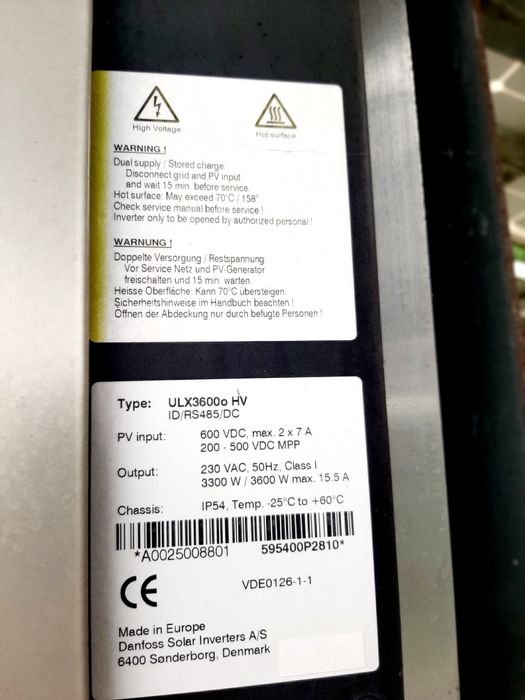 High Voltage
Hot surface
WARNING !
Dual supply / Stored charge:
Disconnect grid and PV input
and wait 15 min. before service.
Hot surface: May exceed 70°C / 158°
Check service manual before service !
Inverter only to be opened by authorized personal !
WARNUNG !
Doppelte Versorgung / Restspannung:
Vor Service Netz und PV-Generator
freischalten und 15 min. warten.
Heisse Oberfläche: Kann 70°C übersteigen.
Sicherheitshinweise im Handbuch beachten !
Öffnen der Abdeckung nur durch befugte Personen !
Type: ULX3600o HV
ID/RS485/DC
PV input: 600 VDC, max. 2 x 7 A
200 - 500 VDC MPP
Output: 230 VAC, 50Hz, Class I
3300 W / 3600 W max. 15.5 A
Chassis: IP54, Temp. -25°C to +60°C
*A0025008801 595400P2810*
CE VDE0126-1-1
Made in Europe
Danfoss Solar Inverters A/S
6400 Sønderborg, Denmark